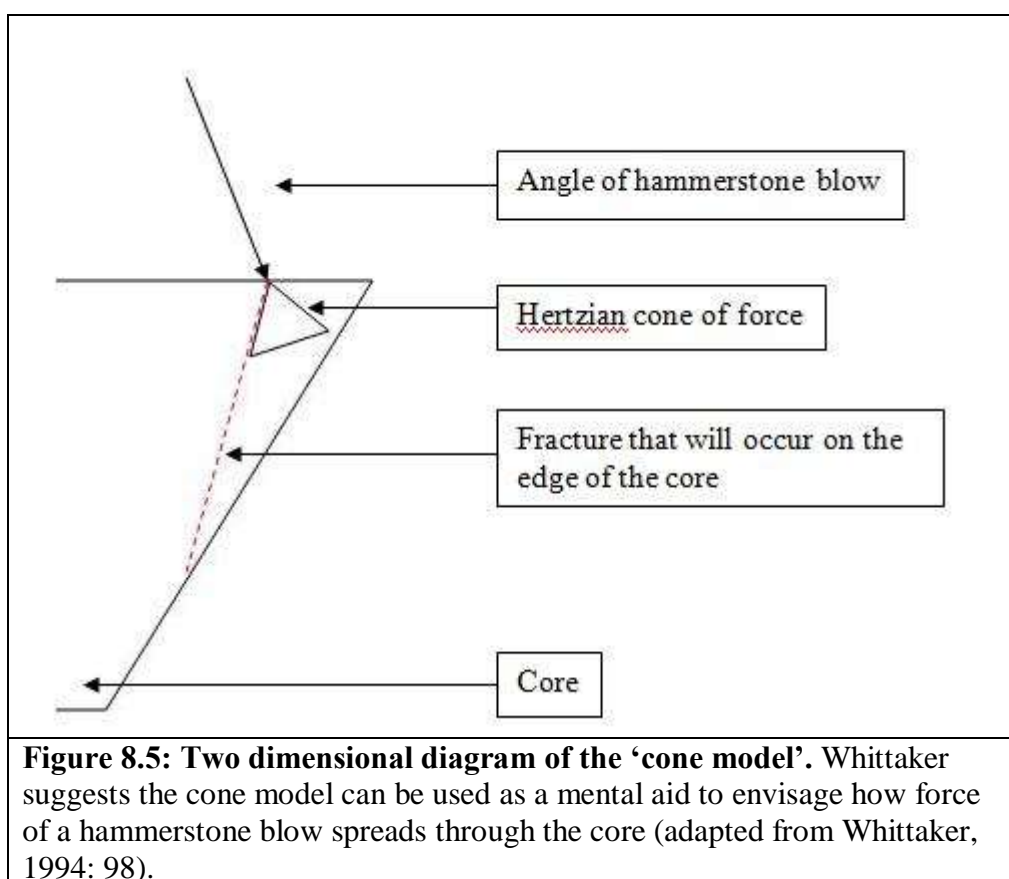 Angle of hammerstone blow
Hertzian cone of force
Fracture that will occur on the
edge of the core
Core
Figure 8.5: Two dimensional diagram of the ‘cone model’. Whittaker
suggests the cone model can be used as a mental aid to envisage how force
of a hammerstone blow spreads through the core (adapted from Whittaker,
1994: 98).